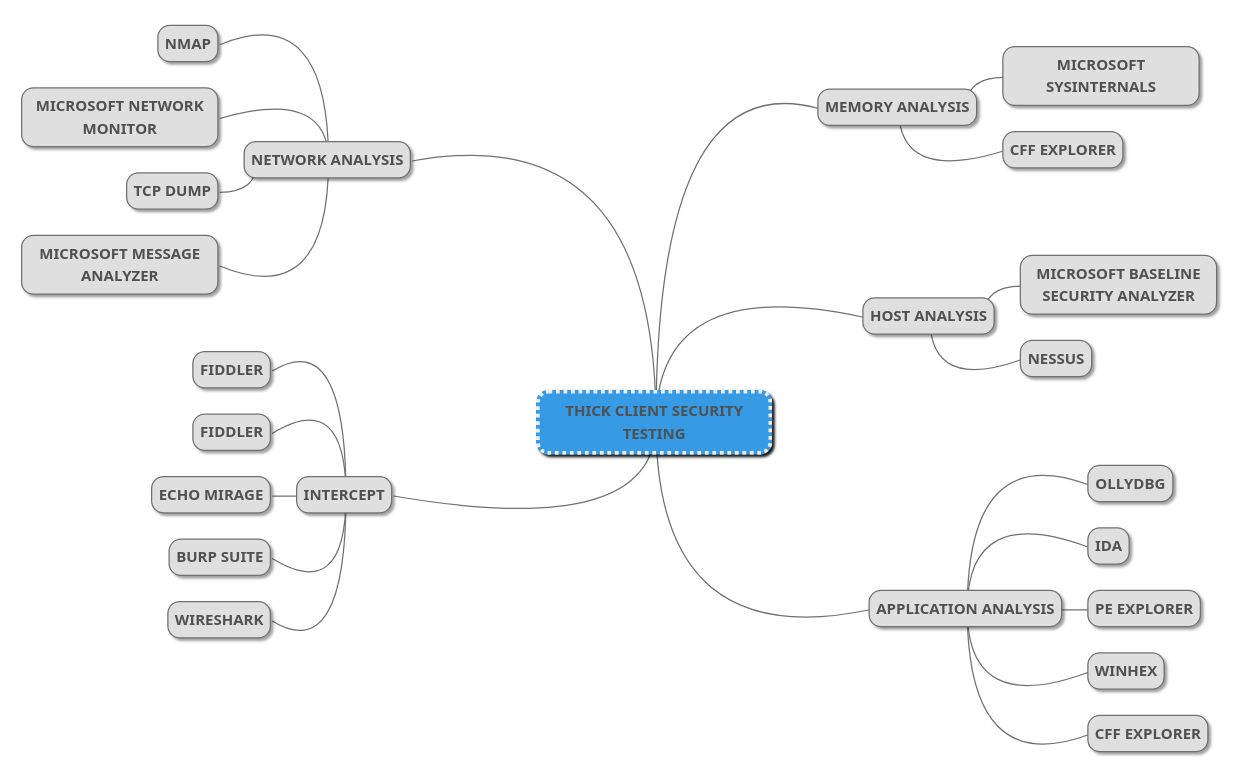 NMAP
MICROSOFT NETWORK
MONITOR
NETWORK ANALYSIS
TCP DUMP
MICROSOFT MESSAGE
ANALYZER
FIDDLER
FIDDLER
ECHO MIRAGE
INTERCEPT
BURP SUITE
WIRESHARK
THICK CLIENT SECURITY
TESTING
MICROSOFT
SYSINTERNALS
MEMORY ANALYSIS
CFF EXPLORER
MICROSOFT BASELINE
SECURITY ANALYZER
HOST ANALYSIS
NESSUS
OLLYDBG
IDA
APPLICATION ANALYSIS
PE EXPLORER
WINHEX
CFF EXPLORER